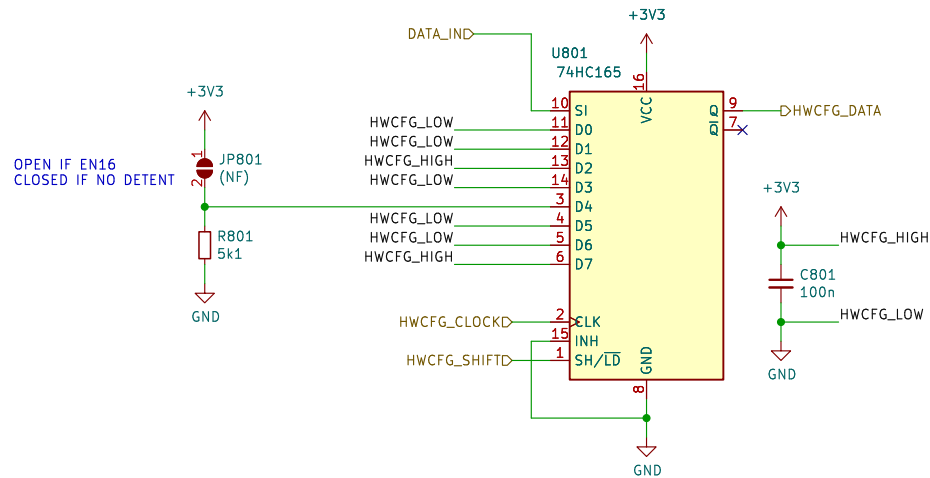 +3V3
DATA_IN
U801
74HC165
+3V3
16
VCC
10 SI
Q 9 HWCFG_DATA
HWCFG_LOW 11 D0
Q 7
HWCFG_LOW 12 D1
HWCFG_HIGH 13 D2
HWCFG_LOW 14 D3
3 D4
HWCFG_LOW 4 D5
HWCFG_LOW 5 D6
HWCFG_HIGH 6 D7
1
JP801
OPEN IF EN16
CLOSED IF NO DETENT
2
(NF)
R801
5k1
GND
+3V3
HWCFG_HIGH
C801
100n
HWCFG_LOW
GND
HWCFG_CLOCK 2 CLK
15 INH
HWCFG_SHIFT 1 SH/LD
GND
8
GND